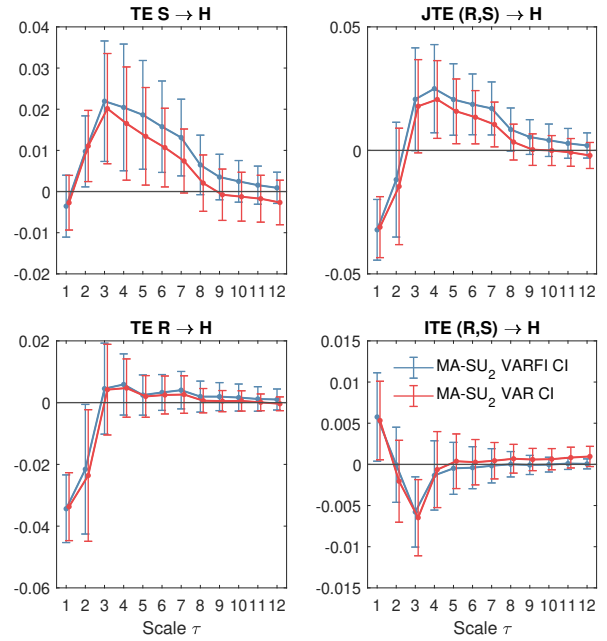 TE S → H
0.04
0.03
0.02
0.01
0
-0.01
-0.02
1 2 3 4 5 6 7 8 9 10 11 12
JTE (R,S) → H
0.05
0
-0.05
1 2 3 4 5 6 7 8 9 10 11 12
TE R → H
0.02
0
-0.02
-0.04
-0.06
1 2 3 4 5 6 7 8 9 10 11 12
Scale τ
ITE (R,S) → H
0.015
0.010
0.005
0
-0.005
-0.010
-0.015
MA-SU₂ VARFI CI
MA-SU₂ VAR CI
1 2 3 4 5 6 7 8 9 10 11 12
Scale τ